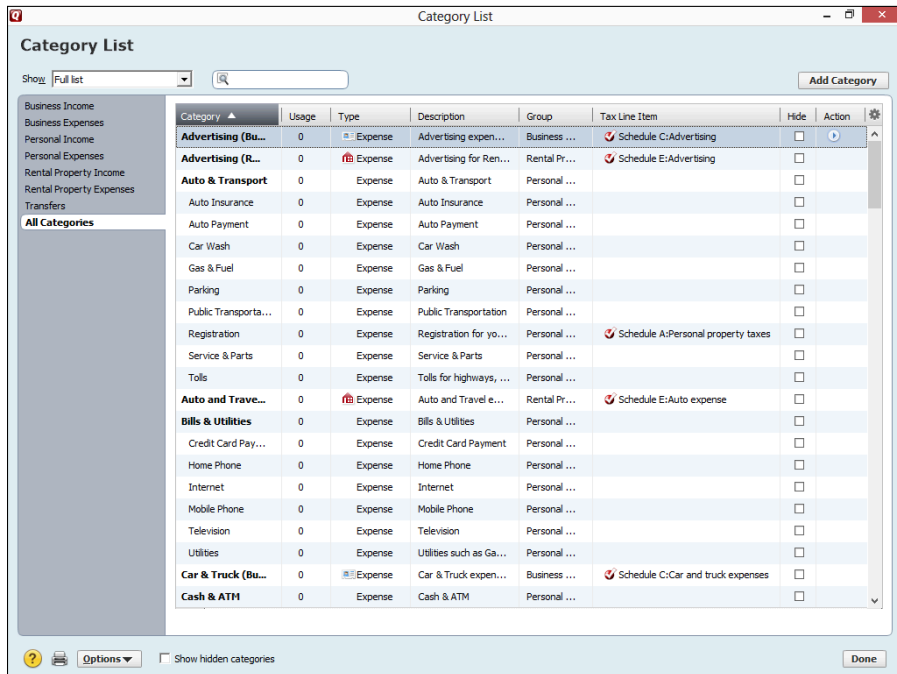 Category List
Category List
Show Full list
Add Category
Business Income
Business Expenses
Personal Income
Personal Expenses
Rental Property Income
Rental Property Expenses
Transfers
All Categories
Category Usage Type Description Group Tax Line Item Hide Action
Advertising (Bu... 0 Expense Advertising expen... Business ... Schedule C:Advertising
Advertising (R... 0 Expense Advertising for Ren... Rental Pr... Schedule E:Advertising
Auto & Transport 0 Expense Auto & Transport Personal ...
Auto Insurance 0 Expense Auto Insurance Personal ...
Auto Payment 0 Expense Auto Payment Personal ...
Car Wash 0 Expense Car Wash Personal ...
Gas & Fuel 0 Expense Gas & Fuel Personal ...
Parking 0 Expense Parking Personal ...
Public Transporta... 0 Expense Public Transportation Personal ...
Registration 0 Expense Registration for yo... Personal ... Schedule A:Personal property taxes
Service & Parts 0 Expense Service & Parts Personal ...
Tolls 0 Expense Tolls for highways, ... Personal ...
Auto and Trave... 0 Expense Auto and Travel e... Rental Pr... Schedule E:Auto expense
Bills & Utilities 0 Expense Bills & Utilities Personal ...
Credit Card Pay... 0 Expense Credit Card Payment Personal ...
Home Phone 0 Expense Home Phone Personal ...
Internet 0 Expense Internet Personal ...
Mobile Phone 0 Expense Mobile Phone Personal ...
Television 0 Expense Television Personal ...
Utilities 0 Expense Utilities such as Ga... Personal ...
Car & Truck (Bu... 0 Expense Car & Truck expen... Business ... Schedule C:Car and truck expenses
Cash & ATM 0 Expense Cash & ATM Personal ...
? Options Show hidden categories Done